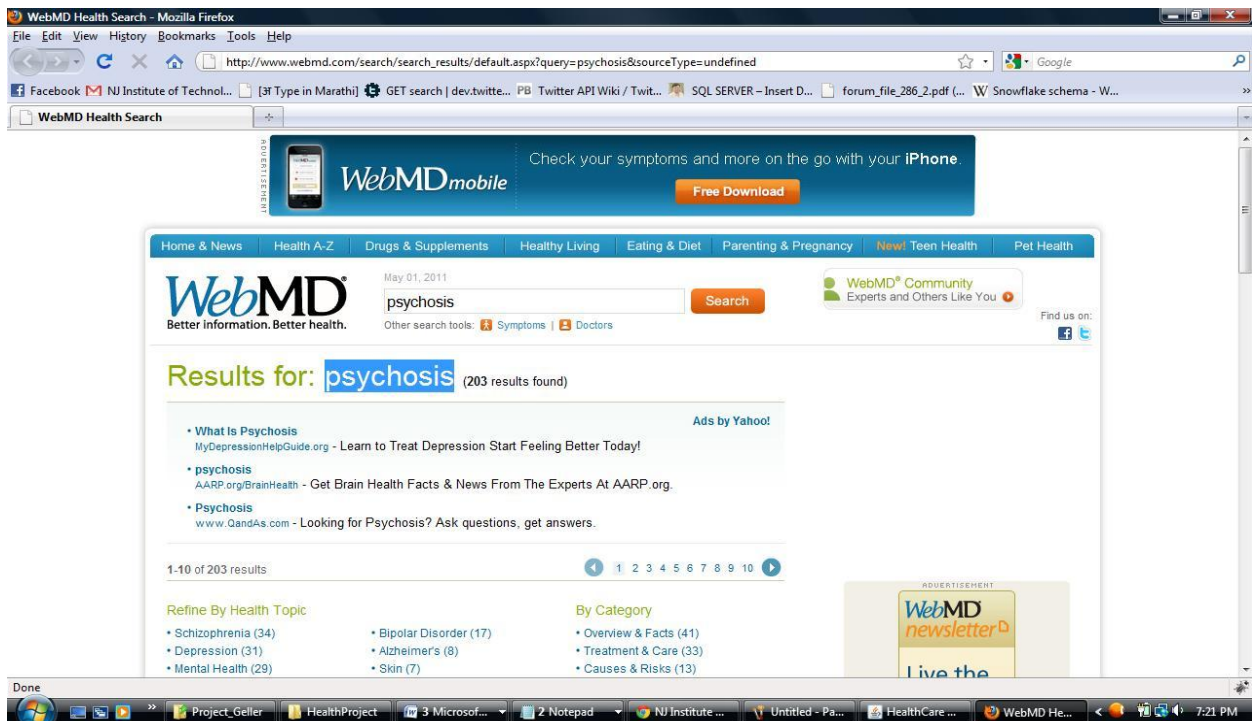 WebMD Health Search - Mozilla Firefox
File Edit View History Bookmarks Tools Help
http://www.webmd.com/search/search_results/default.aspx?query=psychosis&sourceType=undefined
Google
Facebook NJ Institute of Technol... [अ Type in Marathi] GET search | dev.twitte... PB Twitter API Wiki / Twit... SQL SERVER – Insert D... forum_file_286_2.pdf (... W Snowflake schema - W... »
WebMD Health Search
ADVERTISEMENT
WebMD mobile
Check your symptoms and more on the go with your iPhone.
Free Download
Home & News Health A-Z Drugs & Supplements Healthy Living Eating & Diet Parenting & Pregnancy New! Teen Health Pet Health
WebMD®
Better information. Better health.
May 01, 2011
psychosis
Search
Other search tools: Symptoms | Doctors
WebMD® Community
Experts and Others Like You
Find us on:
Results for: psychosis (203 results found)
Ads by Yahoo!
• What Is Psychosis
MyDepressionHelpGuide.org - Learn to Treat Depression Start Feeling Better Today!
• psychosis
AARP.org/BrainHealth - Get Brain Health Facts & News From The Experts At AARP.org.
• Psychosis
www.QandAs.com - Looking for Psychosis? Ask questions, get answers.
1-10 of 203 results
1 2 3 4 5 6 7 8 9 10
Refine By Health Topic
• Schizophrenia (34) • Bipolar Disorder (17)
• Depression (31) • Alzheimer's (8)
• Mental Health (29) • Skin (7)
By Category
• Overview & Facts (41)
• Treatment & Care (33)
• Causes & Risks (13)
ADVERTISEMENT
WebMD
newsletter
Live the
Done
» Project_Geller HealthProject 3 Microsof... 2 Notepad NJ Institute ... Untitled - Pa... HealthCare ... WebMD He... < 7:21 PM